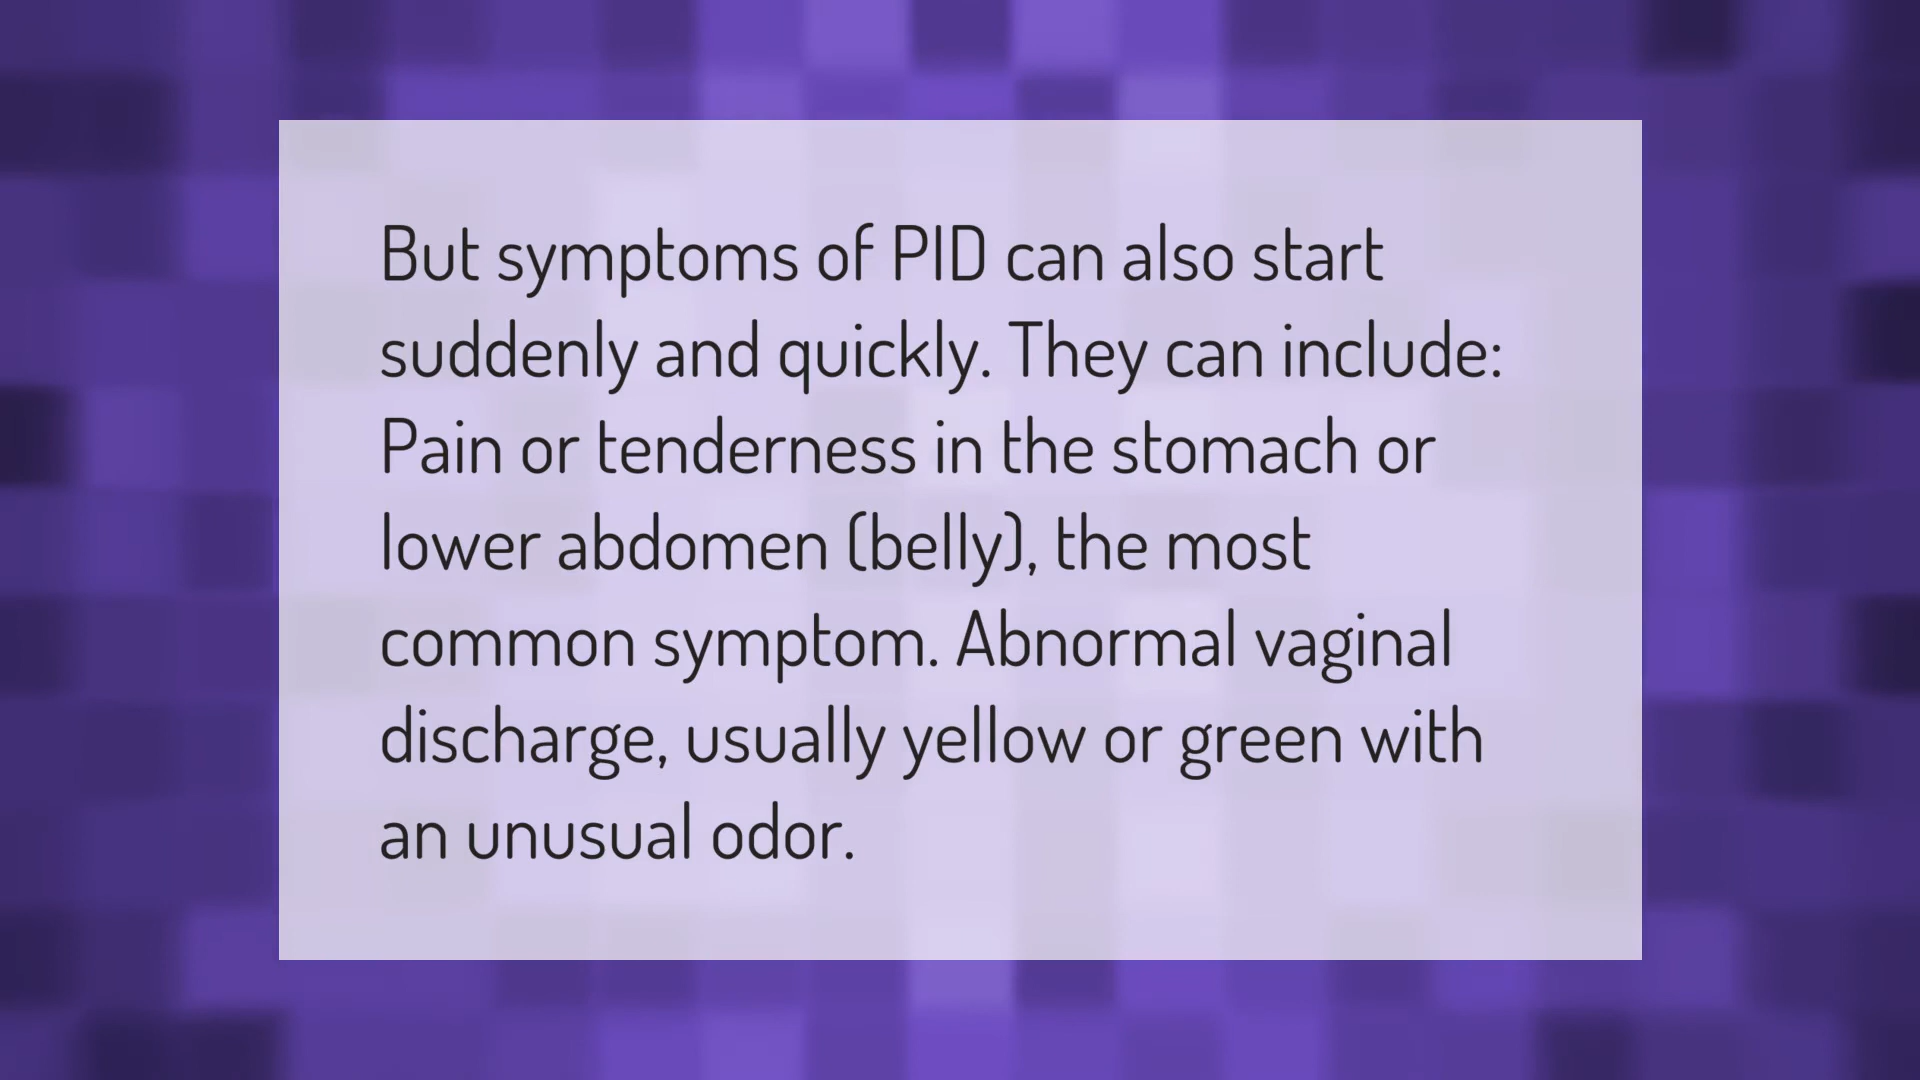 But symptoms of PID can also start
suddenly and quickly. They can include:
Pain or tenderness in the stomach or
lower abdomen (belly), the most
common symptom. Abnormal vaginal
discharge, usually yellow or green with
an unusual odor.